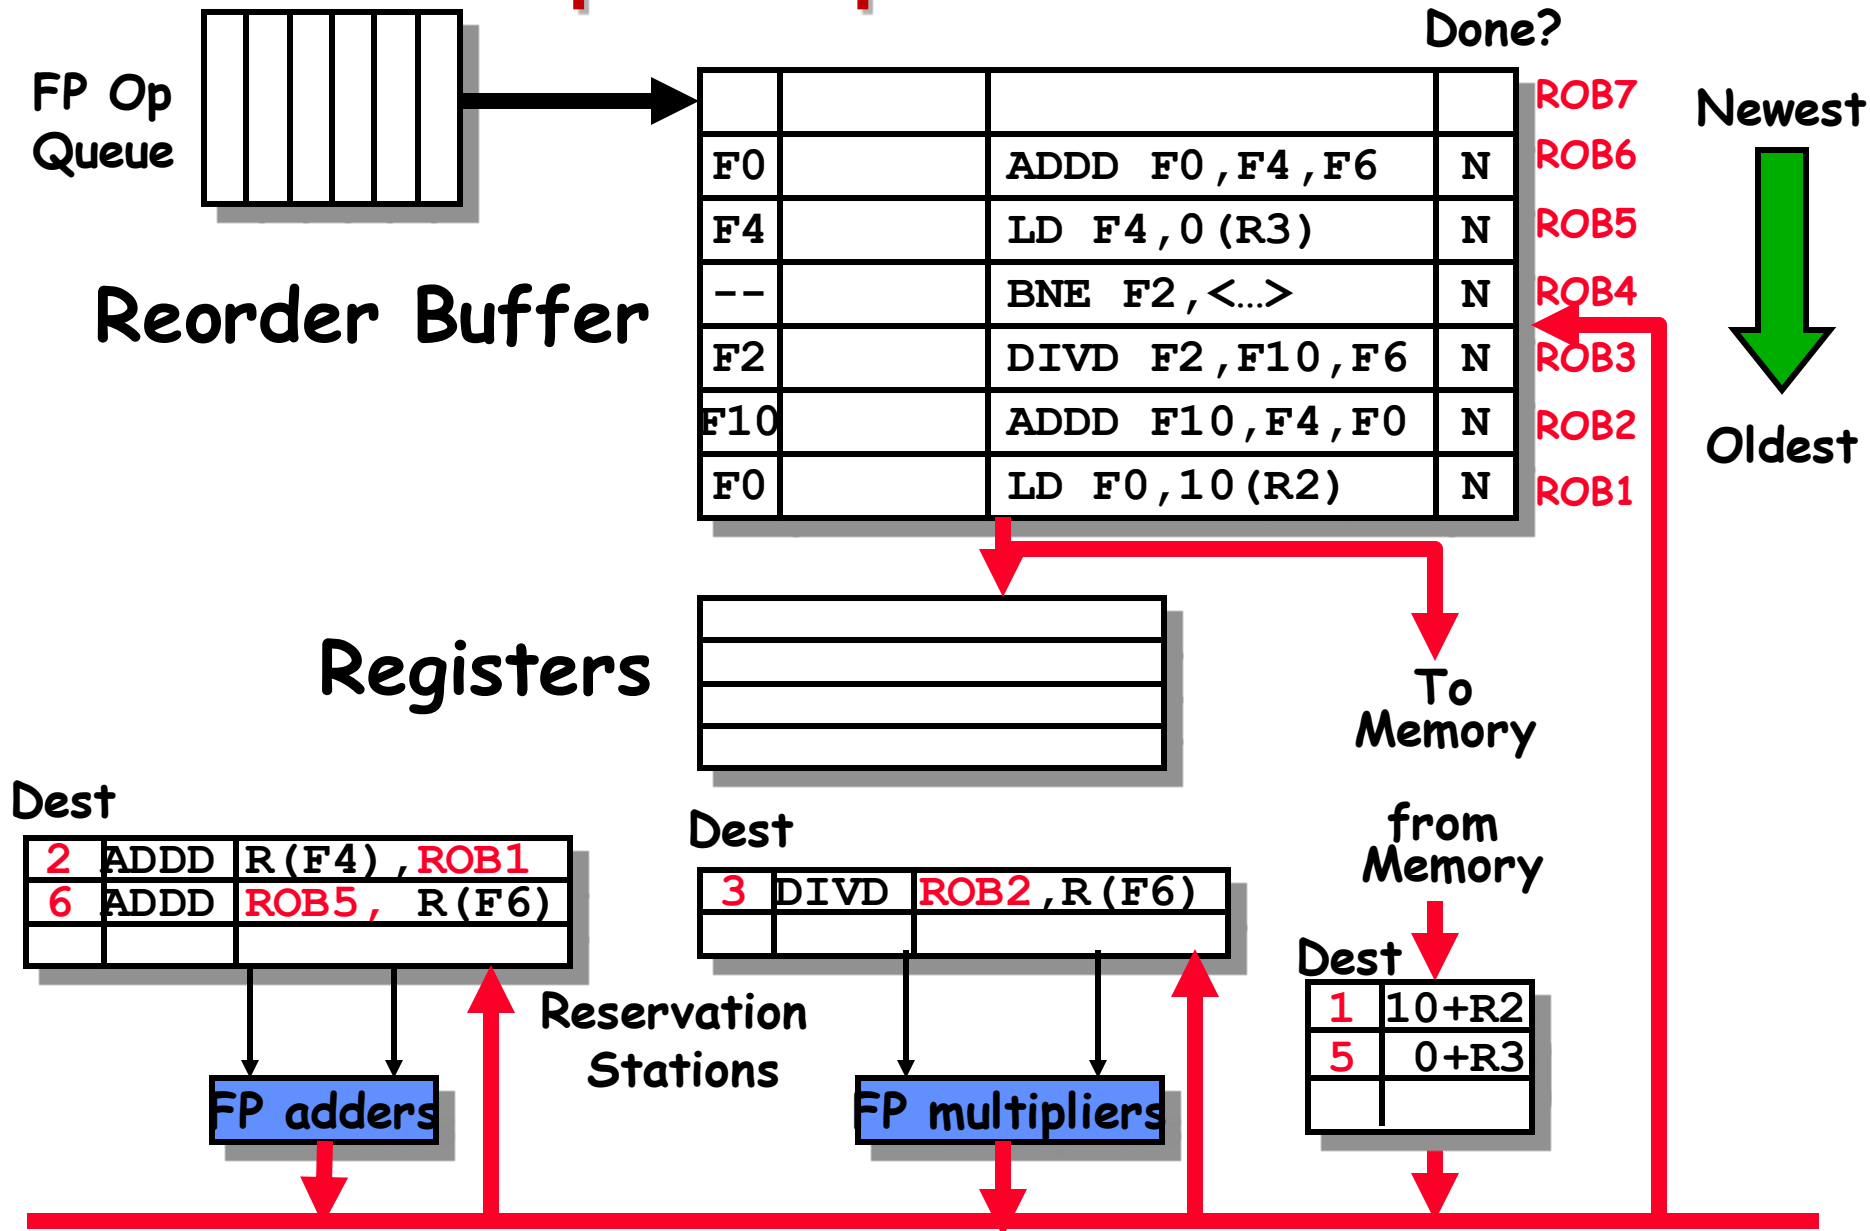 Done?
FP Op
Queue
ROB7
Newest
F0 ADDD F0,F4,F6 N ROB6
F4 LD F4,0(R3) N ROB5
-- BNE F2,<…> N ROB4
F2 DIVD F2,F10,F6 N ROB3
F10 ADDD F10,F4,F0 N ROB2
F0 LD F0,10(R2) N ROB1
Oldest
Reorder Buffer
Registers
To
Memory
Dest
2 ADDD R(F4),ROB1
6 ADDD ROB5, R(F6)
Dest
3 DIVD ROB2,R(F6)
from
Memory
Dest
1 10+R2
5 0+R3
Reservation
Stations
FP adders
FP multipliers